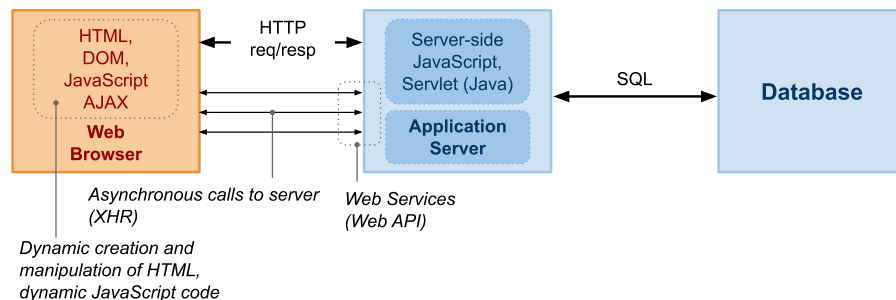 HTML,
DOM,
JavaScript
AJAX
Web
Browser
HTTP
req/resp
Server-side
JavaScript,
Servlet (Java)
Application
Server
SQL
Database
Asynchronous calls to server
(XHR)
Web Services
(Web API)
Dynamic creation and
manipulation of HTML,
dynamic JavaScript code